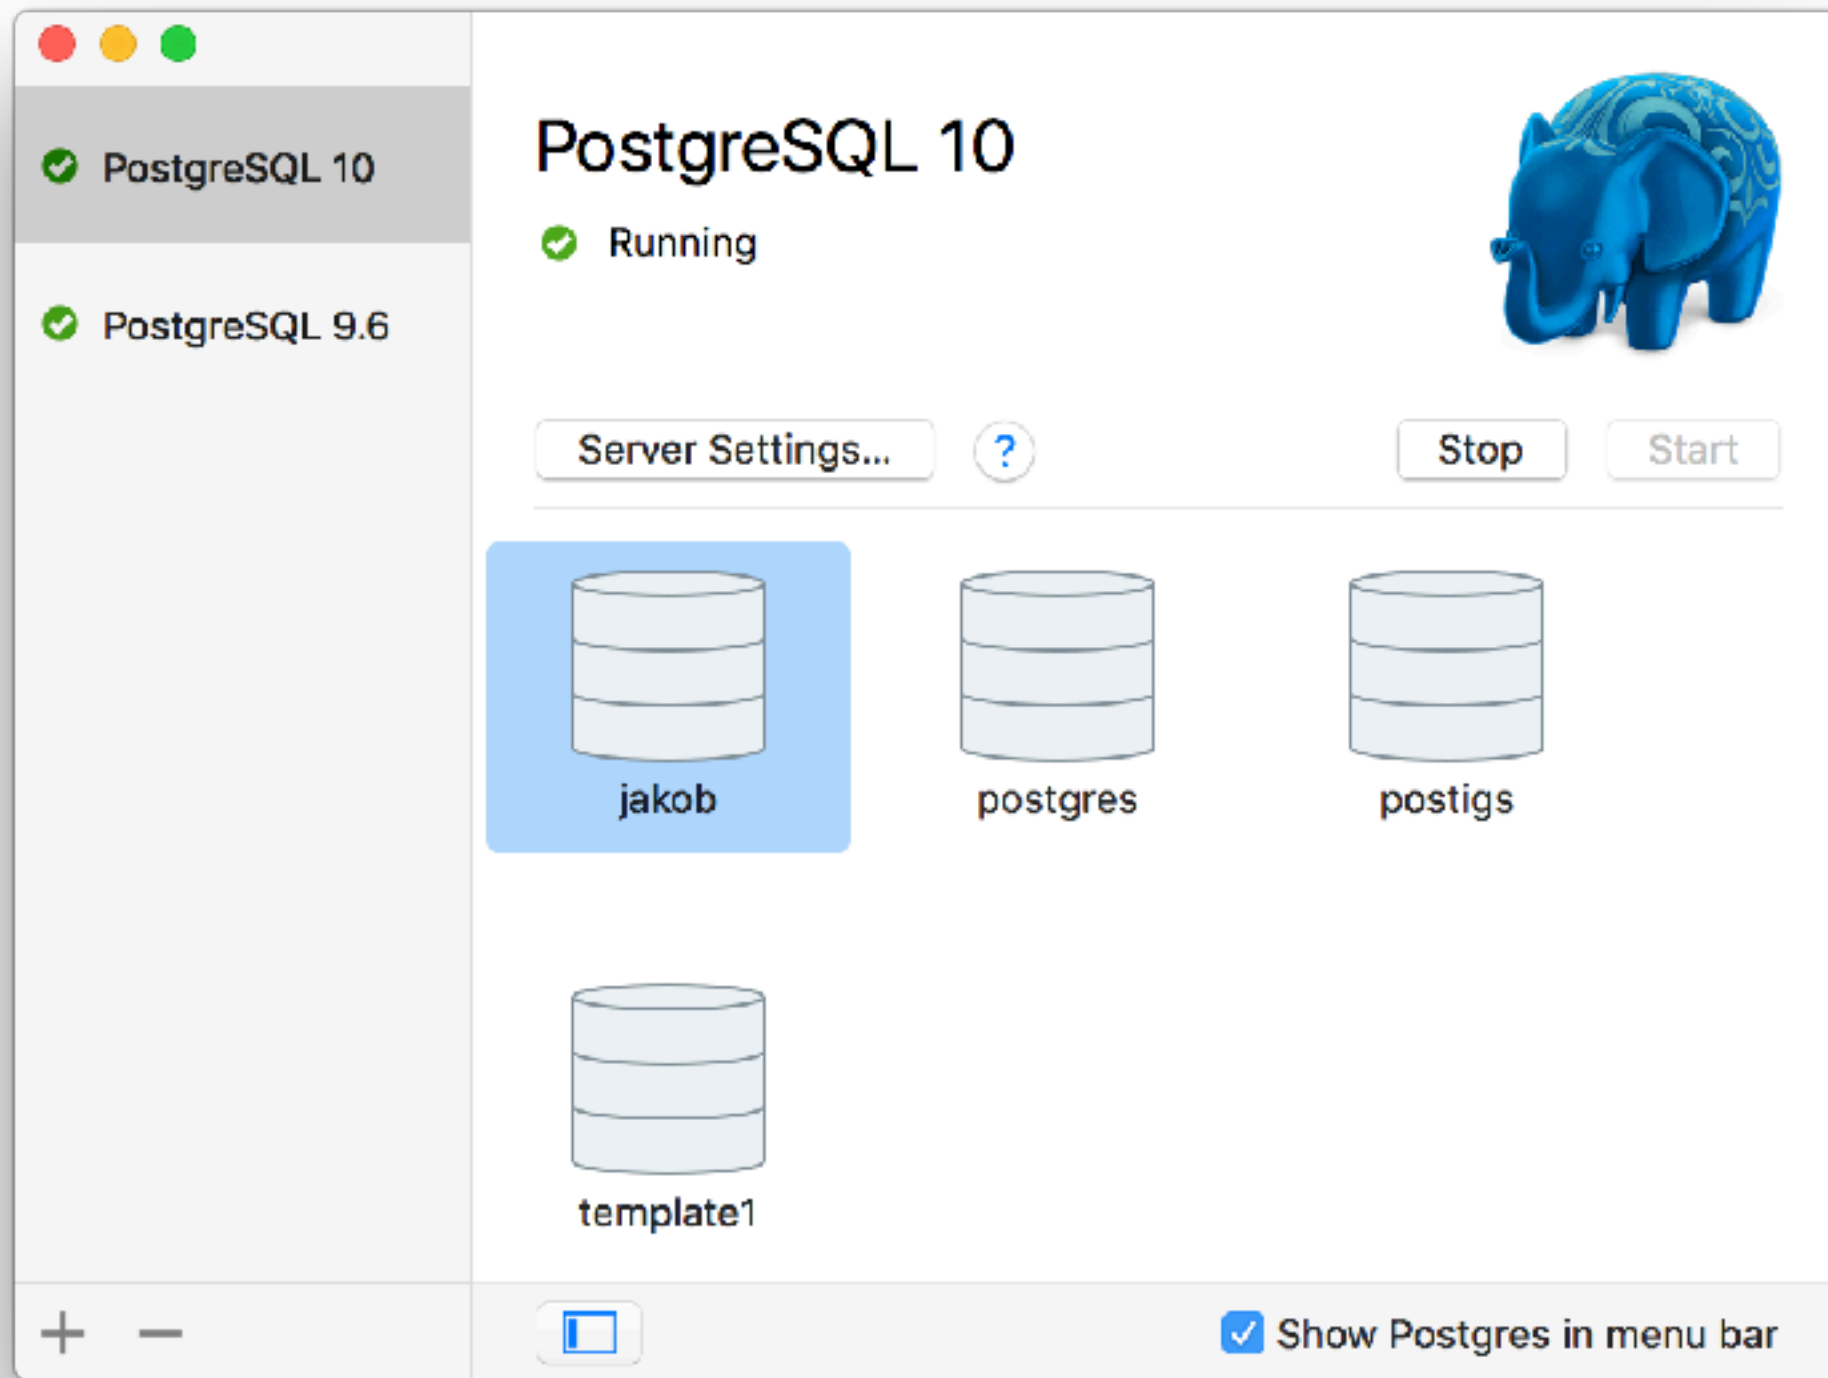 PostgreSQL 10
PostgreSQL 9.6
PostgreSQL 10
Running
Server Settings...
?
Stop
Start
jakob
postgres
postigs
template1
Show Postgres in menu bar